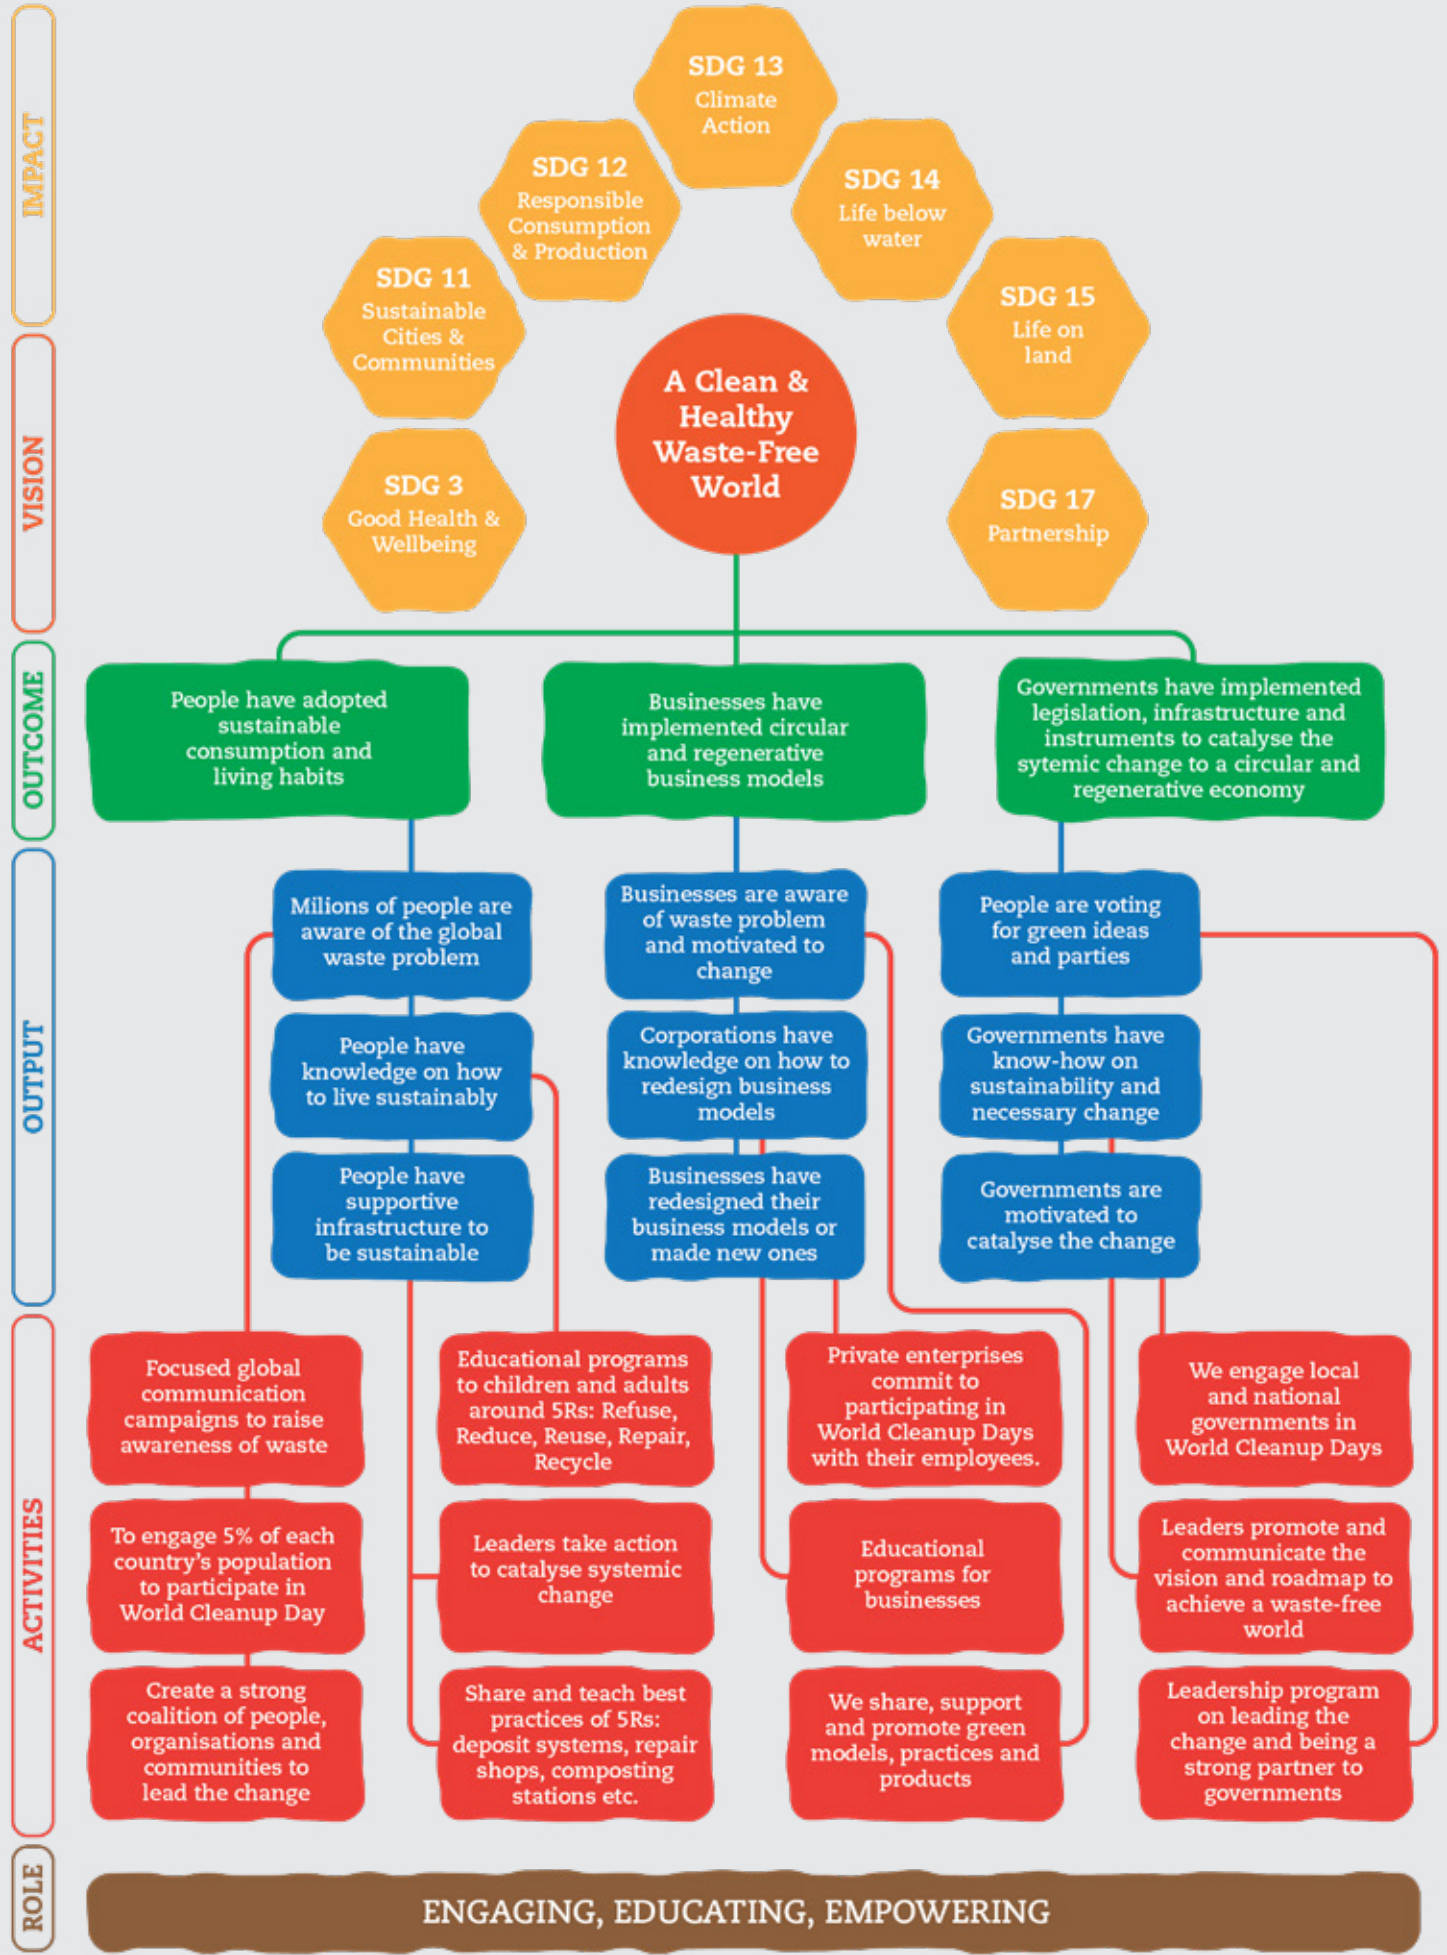 IMPACT
SDG 13
Climate
Action
SDG 12
Responsible
Consumption
& Production
SDG 14
Life below
water
SDG 11
Sustainable
Cities &
Communities
SDG 15
Life on
land
VISION
A Clean &
Healthy
Waste-Free
World
SDG 3
Good Health &
Wellbeing
SDG 17
Partnership
OUTCOME
People have adopted
sustainable
consumption and
living habits
Businesses have
implemented circular
and regenerative
business models
Governments have implemented
legislation, infrastructure and
instruments to catalyse the
sytemic change to a circular and
regenerative economy
OUTPUT
Milions of people are
aware of the global
waste problem
Businesses are aware
of waste problem
and motivated to
change
People are voting
for green ideas
and parties
People have
knowledge on how
to live sustainably
Corporations have
knowledge on how to
redesign business
models
Governments have
know-how on
sustainability and
necessary change
People have
supportive
infrastructure to
be sustainable
Businesses have
redesigned their
business models or
made new ones
Governments are
motivated to
catalyse the change
ACTIVITIES
Focused global
communication
campaigns to raise
awareness of waste
Educational programs
to children and adults
around 5Rs: Refuse,
Reduce, Reuse, Repair,
Recycle
Private enterprises
commit to
participating in
World Cleanup Days
with their employees.
We engage local
and national
governments in
World Cleanup Days
To engage 5% of each
country's population
to participate in
World Cleanup Day
Leaders take action
to catalyse systemic
change
Educational
programs for
businesses
Leaders promote and
communicate the
vision and roadmap to
achieve a waste-free
world
Create a strong
coalition of people,
organisations and
communities to
lead the change
Share and teach best
practices of 5Rs:
deposit systems, repair
shops, composting
stations etc.
We share, support
and promote green
models, practices and
products
Leadership program
on leading the
change and being a
strong partner to
governments
ROLE
ENGAGING, EDUCATING, EMPOWERING